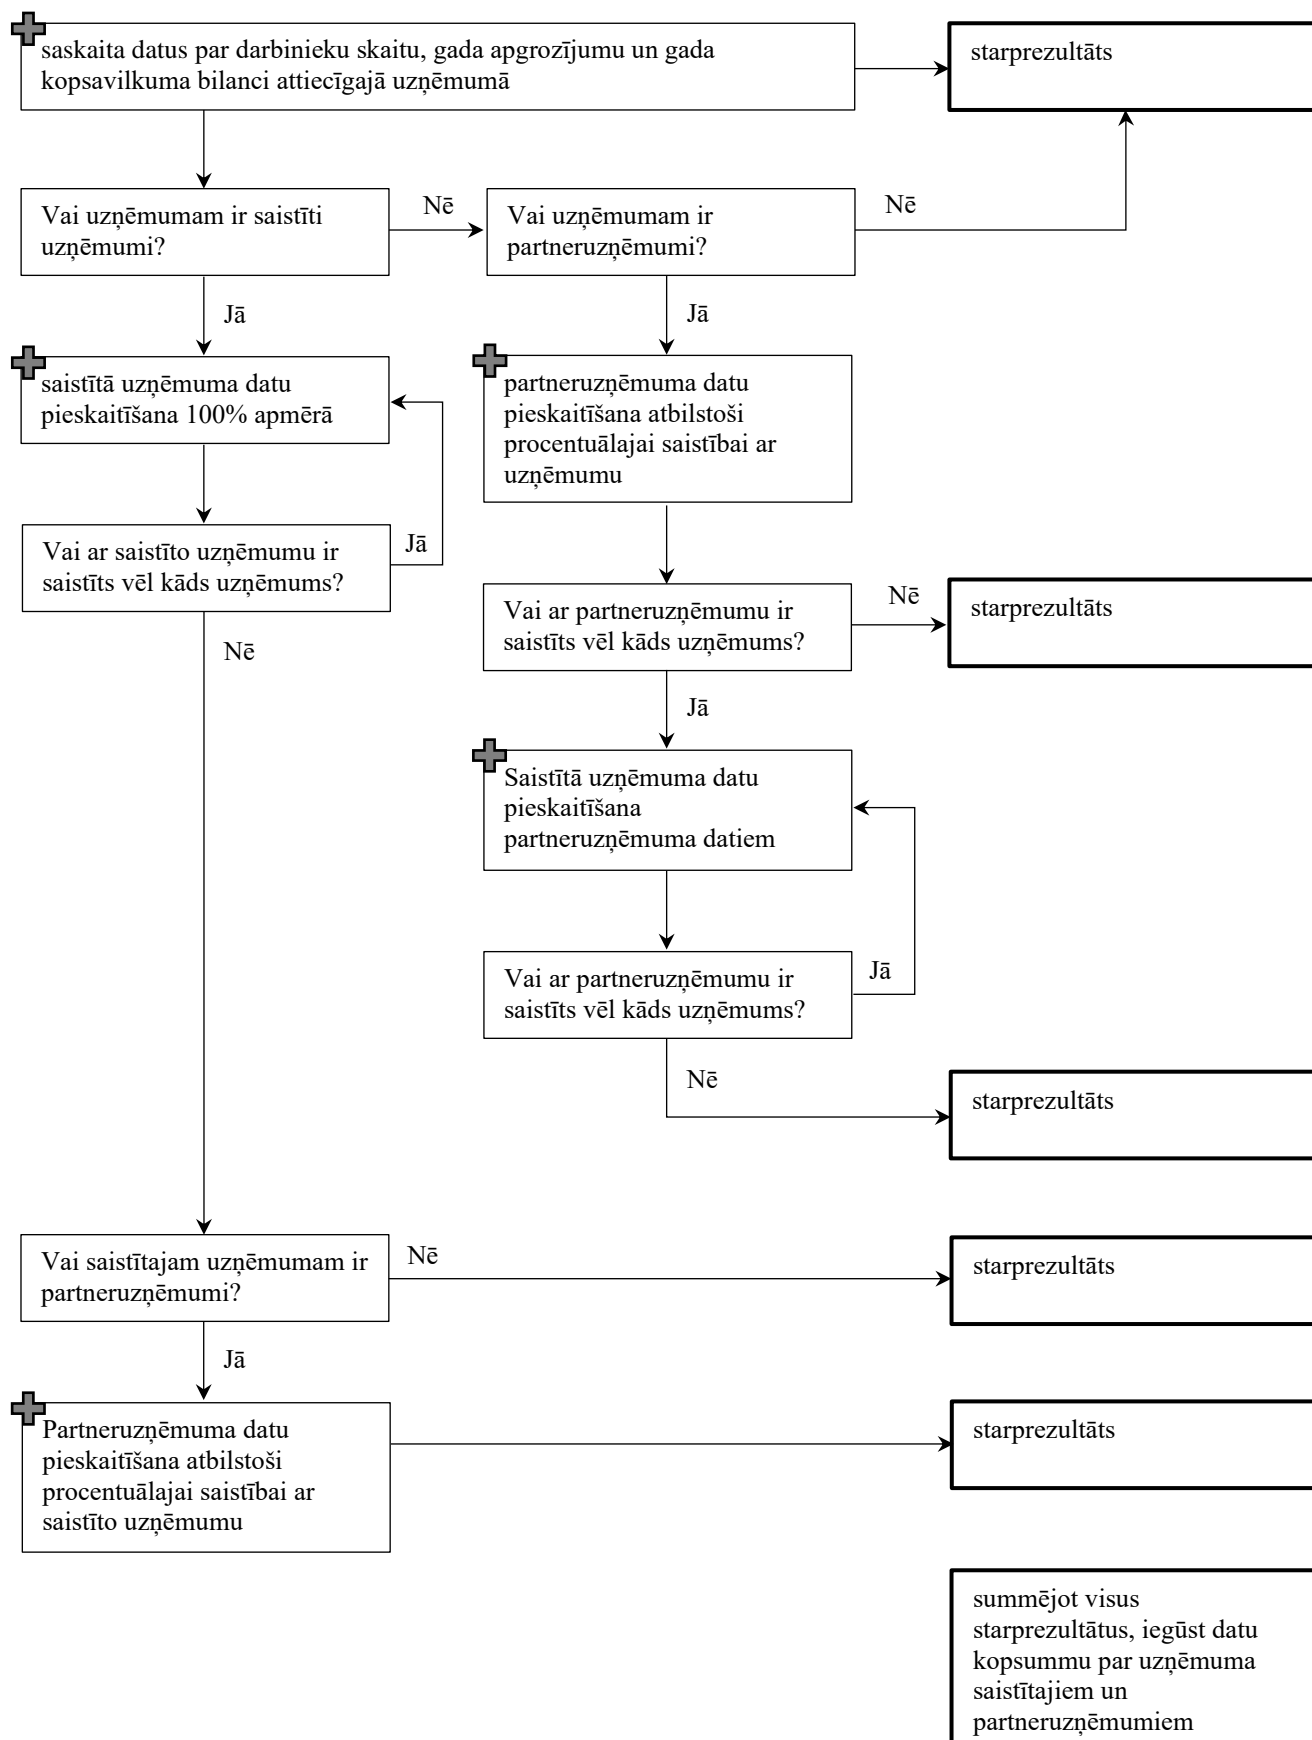 saskaita datus par darbinieku skaitu, gada apgrozījumu un gada
kopsavilkuma bilanci attiecīgajā uzņēmumā
starprezultāts
Vai uzņēmumam ir saistīti
uzņēmumi?
Nē
Vai uzņēmumam ir
partneruzņēmumi?
Nē
Jā
Jā
saistītā uzņēmuma datu
pieskaitīšana 100% apmērā
partneruzņēmuma datu
pieskaitīšana atbilstoši
procentuālajai saistībai ar
uzņēmumu
Vai ar saistīto uzņēmumu ir
saistīts vēl kāds uzņēmums?
Jā
Nē
Vai ar partneruzņēmumu ir
saistīts vēl kāds uzņēmums?
Nē
starprezultāts
Jā
Saistītā uzņēmuma datu
pieskaitīšana
partneruzņēmuma datiem
Vai ar partneruzņēmumu ir
saistīts vēl kāds uzņēmums?
Jā
Nē
starprezultāts
Vai saistītajam uzņēmumam ir
partneruzņēmumi?
Nē
starprezultāts
Jā
Partneruzņēmuma datu
pieskaitīšana atbilstoši
procentuālajai saistībai ar
saistīto uzņēmumu
starprezultāts
summējot visus
starprezultātus, iegūst datu
kopsummu par uzņēmuma
saistītajiem un
partneruzņēmumiem